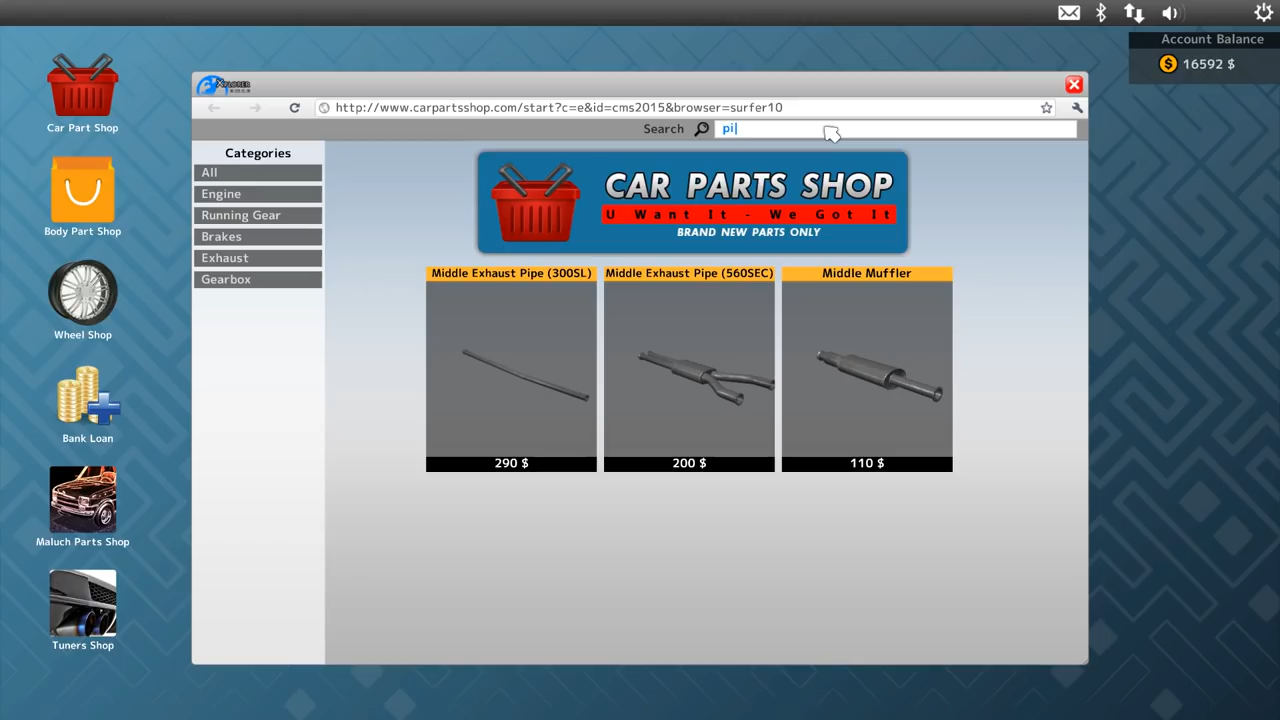 Account Balance
16592 $
Car Part Shop
Body Part Shop
Wheel Shop
Bank Loan
Maluch Parts Shop
Tuners Shop
XPLORER
http://www.carpartsshop.com/start?c=e&id=cms2015&browser=surfer10
Search pi
Categories
All
Engine
Running Gear
Brakes
Exhaust
Gearbox
CAR PARTS SHOP
U Want It - We Got It
BRAND NEW PARTS ONLY
Middle Exhaust Pipe (300SL)
290 $
Middle Exhaust Pipe (560SEC)
200 $
Middle Muffler
110 $